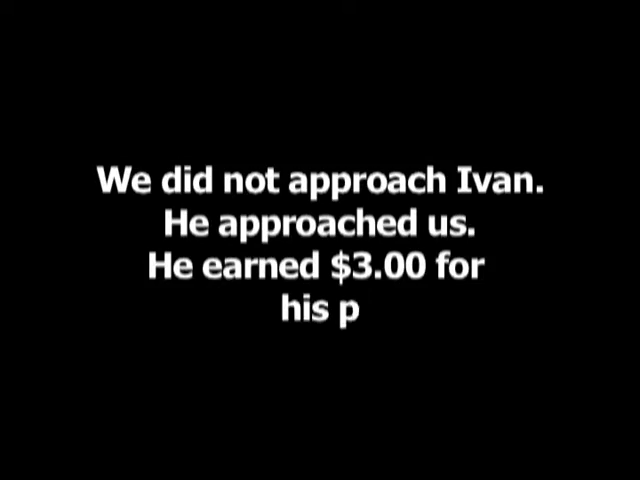 We did not approach Ivan.
He approached us.
He earned $3.00 for
his p